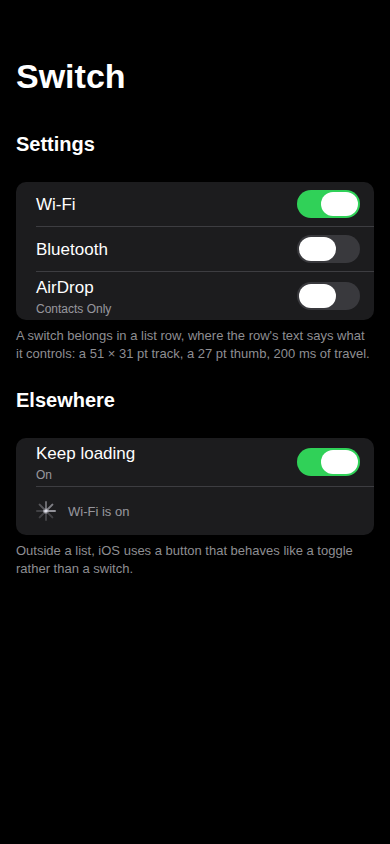 Switch
Settings
Wi-Fi
Bluetooth
AirDrop
Contacts Only
A switch belongs in a list row, where the row's text says what
it controls: a 51 × 31 pt track, a 27 pt thumb, 200 ms of travel.
Elsewhere
Keep loading
On
Wi-Fi is on
Outside a list, iOS uses a button that behaves like a toggle
rather than a switch.